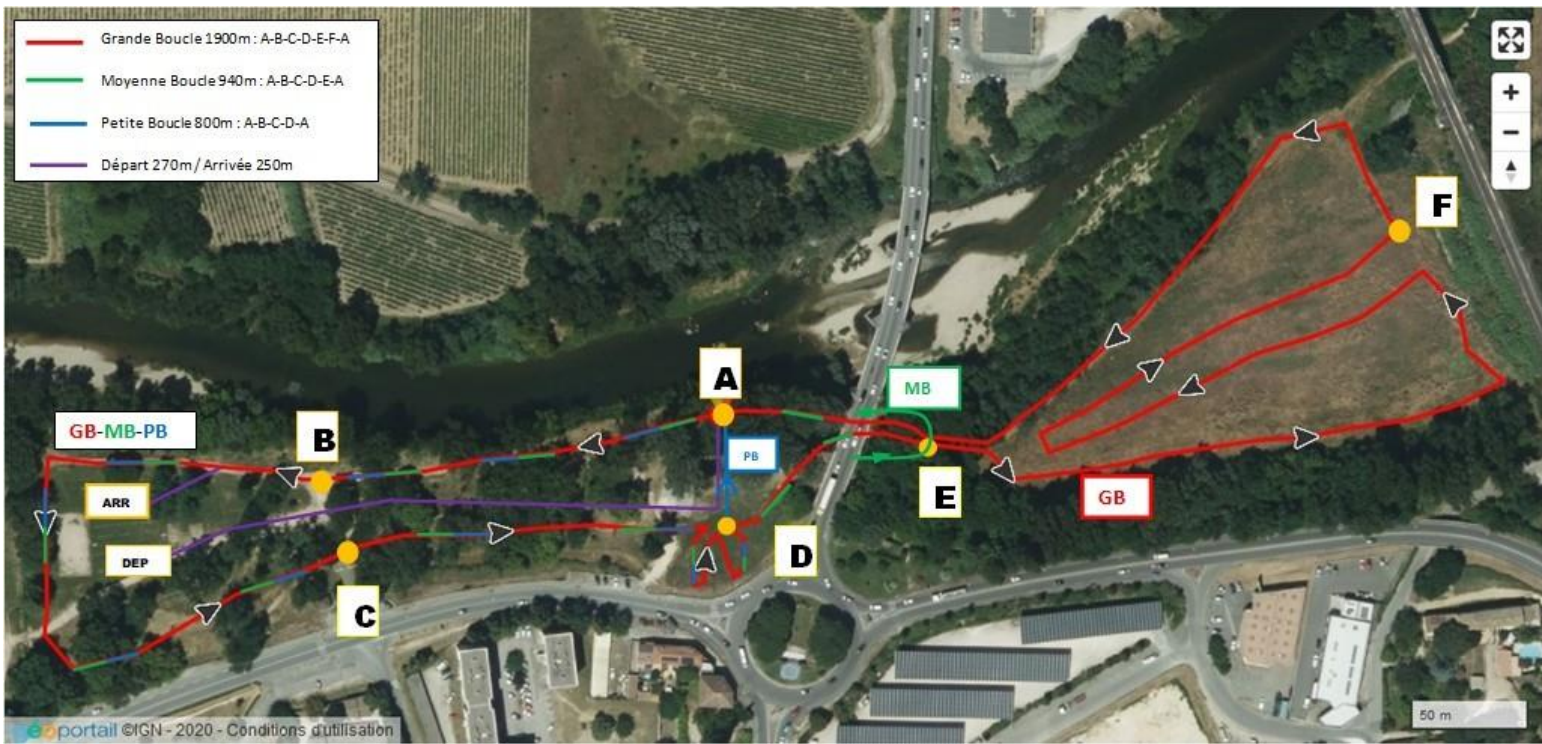 Grande Boucle 1900m : A-B-C-D-E-F-A
Moyenne Boucle 940m : A-B-C-D-E-A
Petite Boucle 800m : A-B-C-D-A
Départ 270m / Arrivée 250m
F
A
MB
GB-MB-PB
B
PB
E
ARR
GB
D
DEP
C
50 m
géoportail ©IGN - 2020 - Conditions d'utilisation